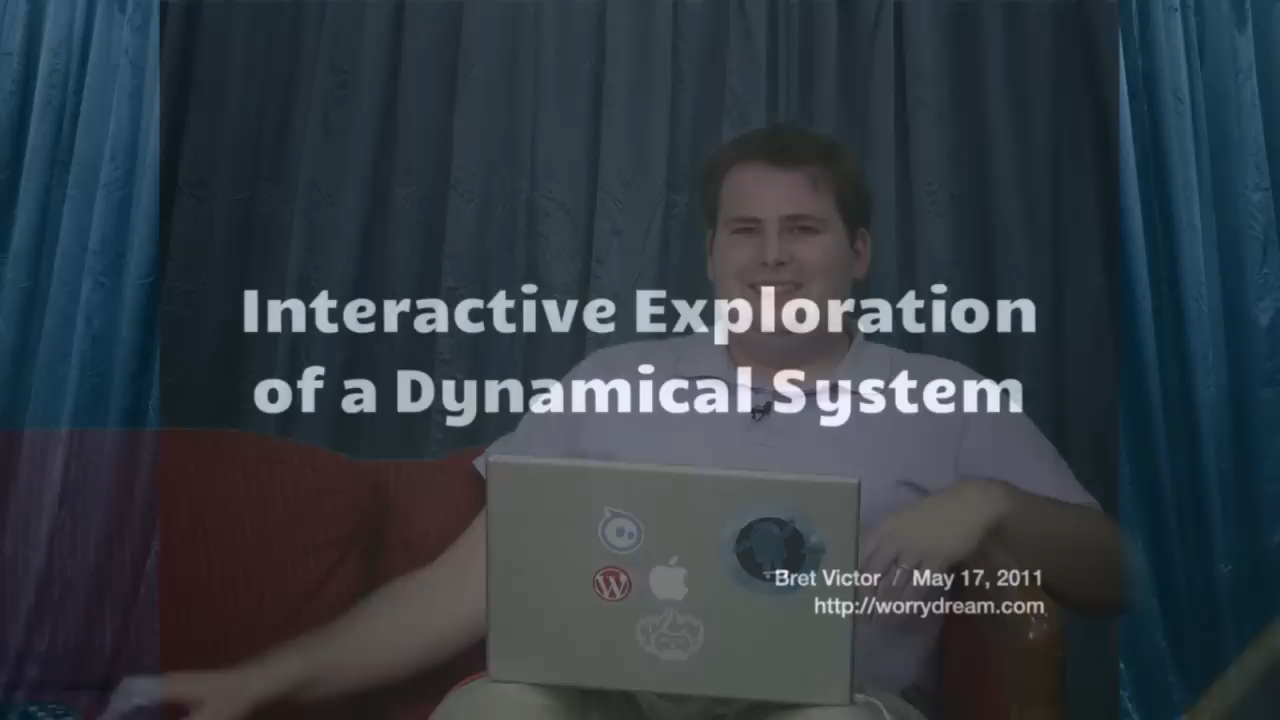 Interactive Exploration
of a Dynamical System
Bret Victor / May 17, 2011
http://worrydream.com